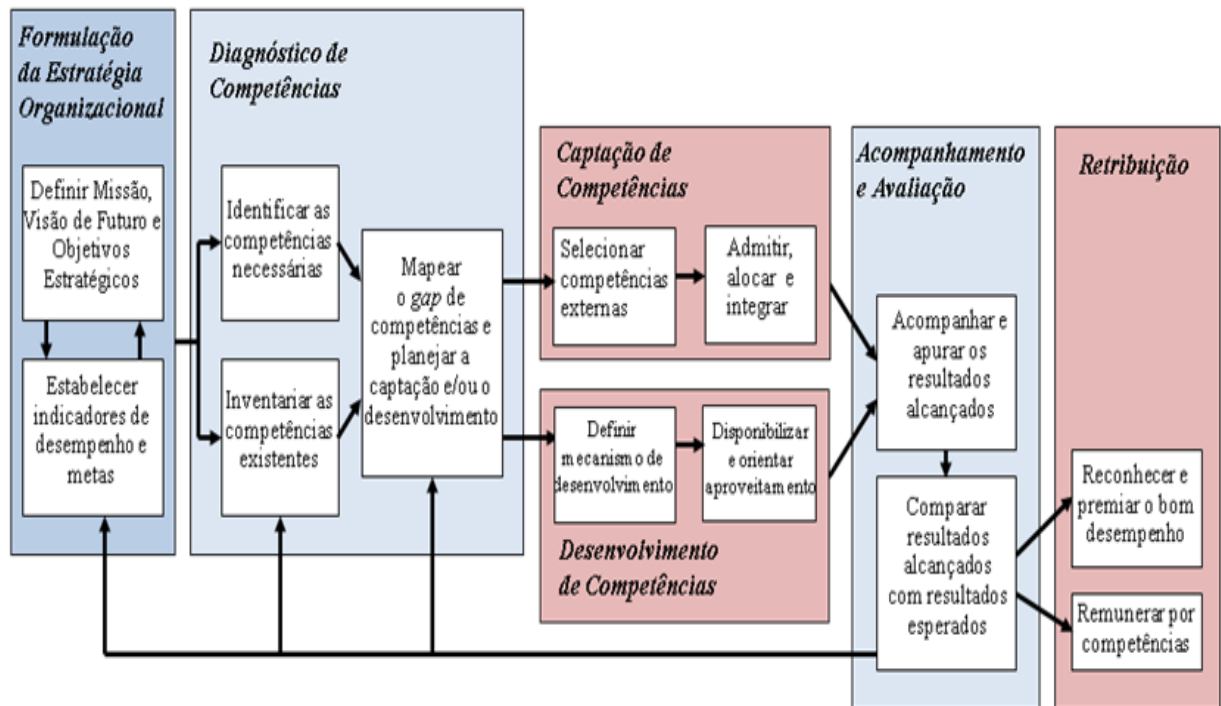 Formulação
da Estratégia
Organizacional
Definir Missão,
Visão de Futuro e
Objetivos
Estratégicos
Estabelecer
indicadores de
desempenho e
metas
Diagnóstico de
Competências
Identificar as
competências
necessárias
Inventariar as
competências
existentes
Mapear
o gap de
competências e
planejar a
captação e/ou o
desenvolvimento
Captação de
Competências
Selecionar
competências
externas
Admitir,
alocar e
integrar
Definir
mecanismo de
desenvolvimento
Disponibilizar
e orientar
aproveitamento
Desenvolvimento
de Competências
Acompanhamento
e Avaliação
Acompanhar e
apurar os
resultados
alcançados
Comparar
resultados
alcançados
com resultados
esperados
Retribuição
Reconhecer e
premiar o bom
desempenho
Remunerar por
competências